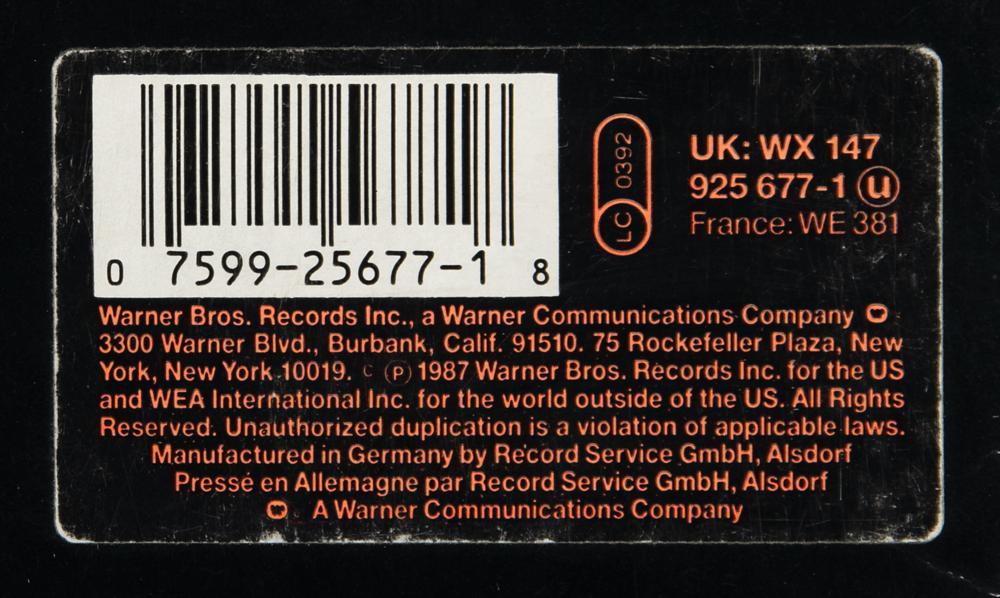 0 7599-25677-1 8
LC 0392
UK: WX 147
925 677-1 U
France: WE 381
Warner Bros. Records Inc., a Warner Communications Company
3300 Warner Blvd., Burbank, Calif. 91510. 75 Rockefeller Plaza, New
York, New York 10019. © ℗ 1987 Warner Bros. Records Inc. for the US
and WEA International Inc. for the world outside of the US. All Rights
Reserved. Unauthorized duplication is a violation of applicable laws.
Manufactured in Germany by Record Service GmbH, Alsdorf
Pressé en Allemagne par Record Service GmbH, Alsdorf
A Warner Communications Company